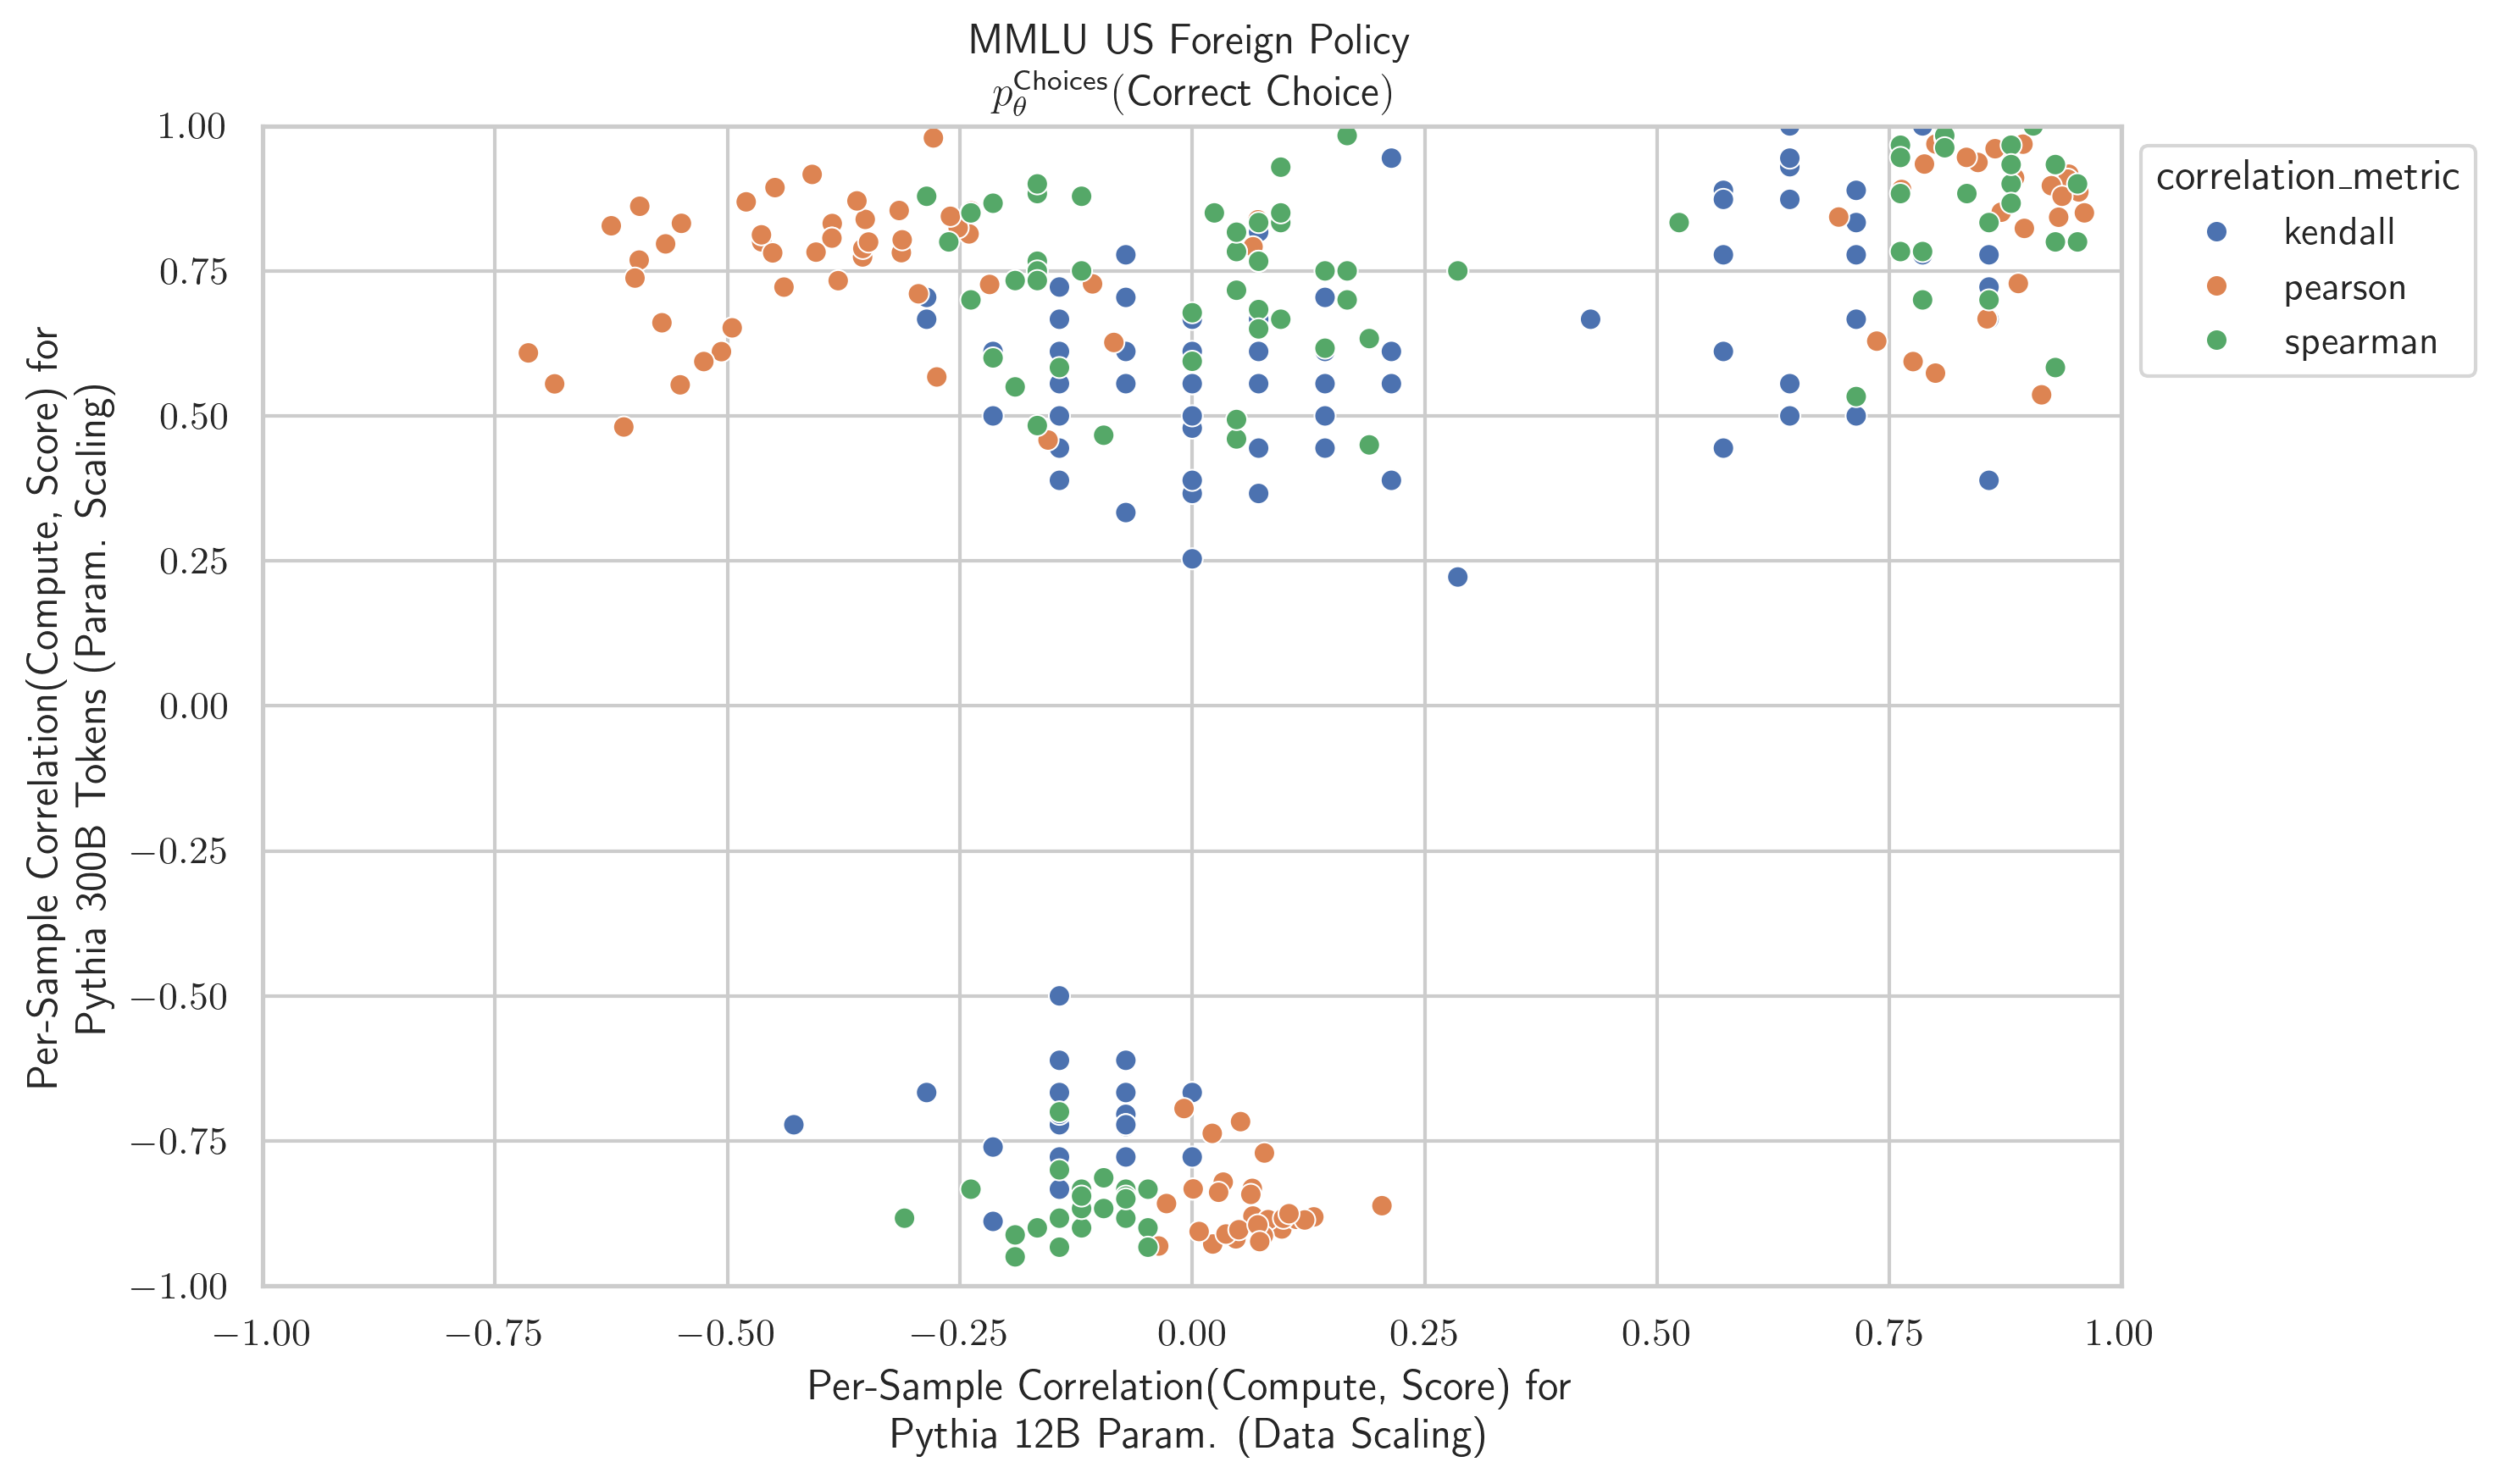 MMLU US Foreign Policy
p_θ^Choices(Correct Choice)
1.00
0.75
0.50
0.25
0.00
−0.25
−0.50
−0.75
−1.00
Per-Sample Correlation(Compute, Score) for
Pythia 300B Tokens (Param. Scaling)
−1.00 −0.75 −0.50 −0.25 0.00 0.25 0.50 0.75 1.00
Per-Sample Correlation(Compute, Score) for
Pythia 12B Param. (Data Scaling)
correlation_metric
kendall
pearson
spearman